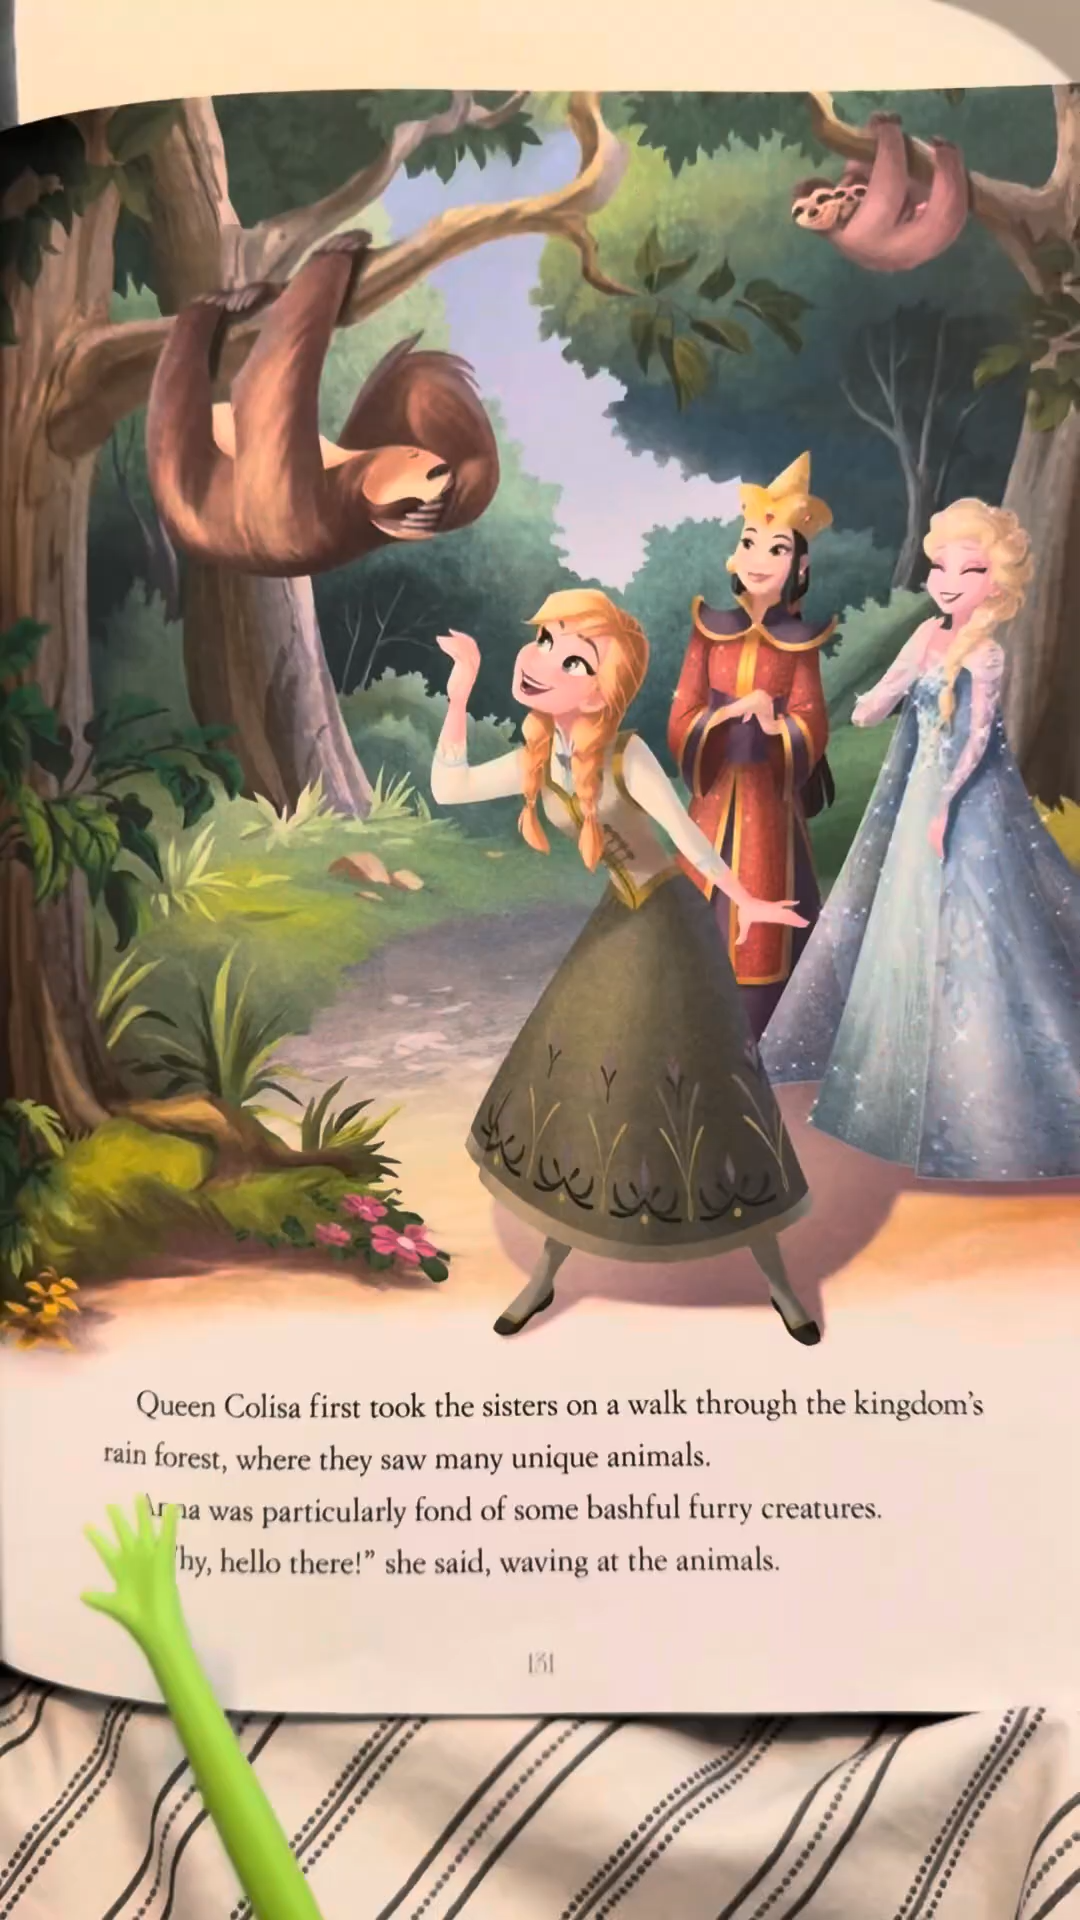 Queen Colisa first took the sisters on a walk through the kingdom's
rain forest, where they saw many unique animals.
was particularly fond of some bashful furry creatures.
hello there!" she said, waving at the animals.
131